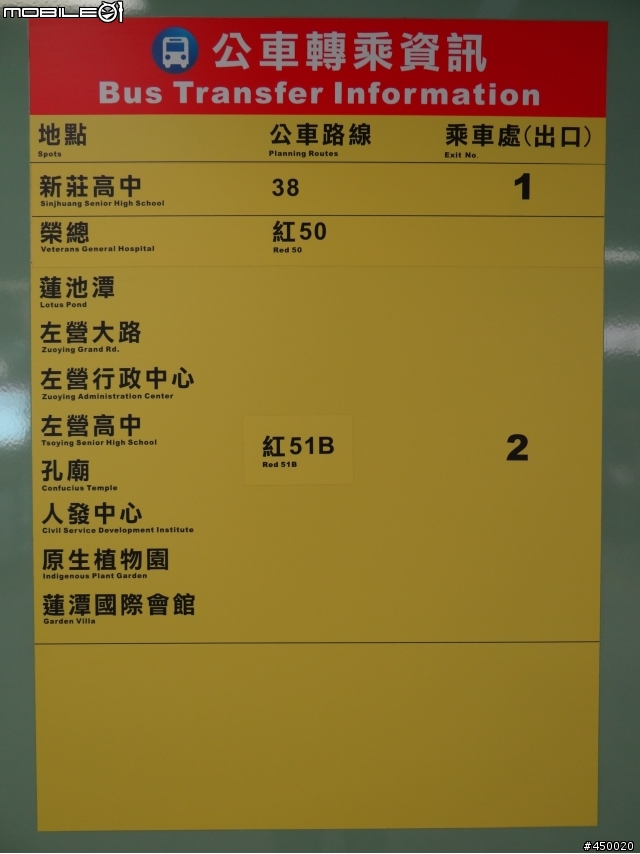 MOBILE01
公車轉乘資訊
Bus Transfer Information
地點 公車路線 乘車處(出口)
Spots Planning Routes Exit No.
新莊高中 38 1
Sinjhuang Senior High School
榮總 紅50
Veterans General Hospital Red 50
蓮池潭
Lotus Pond
左營大路
Zuoying Grand Rd.
左營行政中心
Zuoying Administration Center
左營高中 紅51B 2
Tsoying Senior High School Red 51B
孔廟
Confucius Temple
人發中心
Civil Service Development Institute
原生植物園
Indigenous Plant Garden
蓮潭國際會館
Garden Villa
#450020